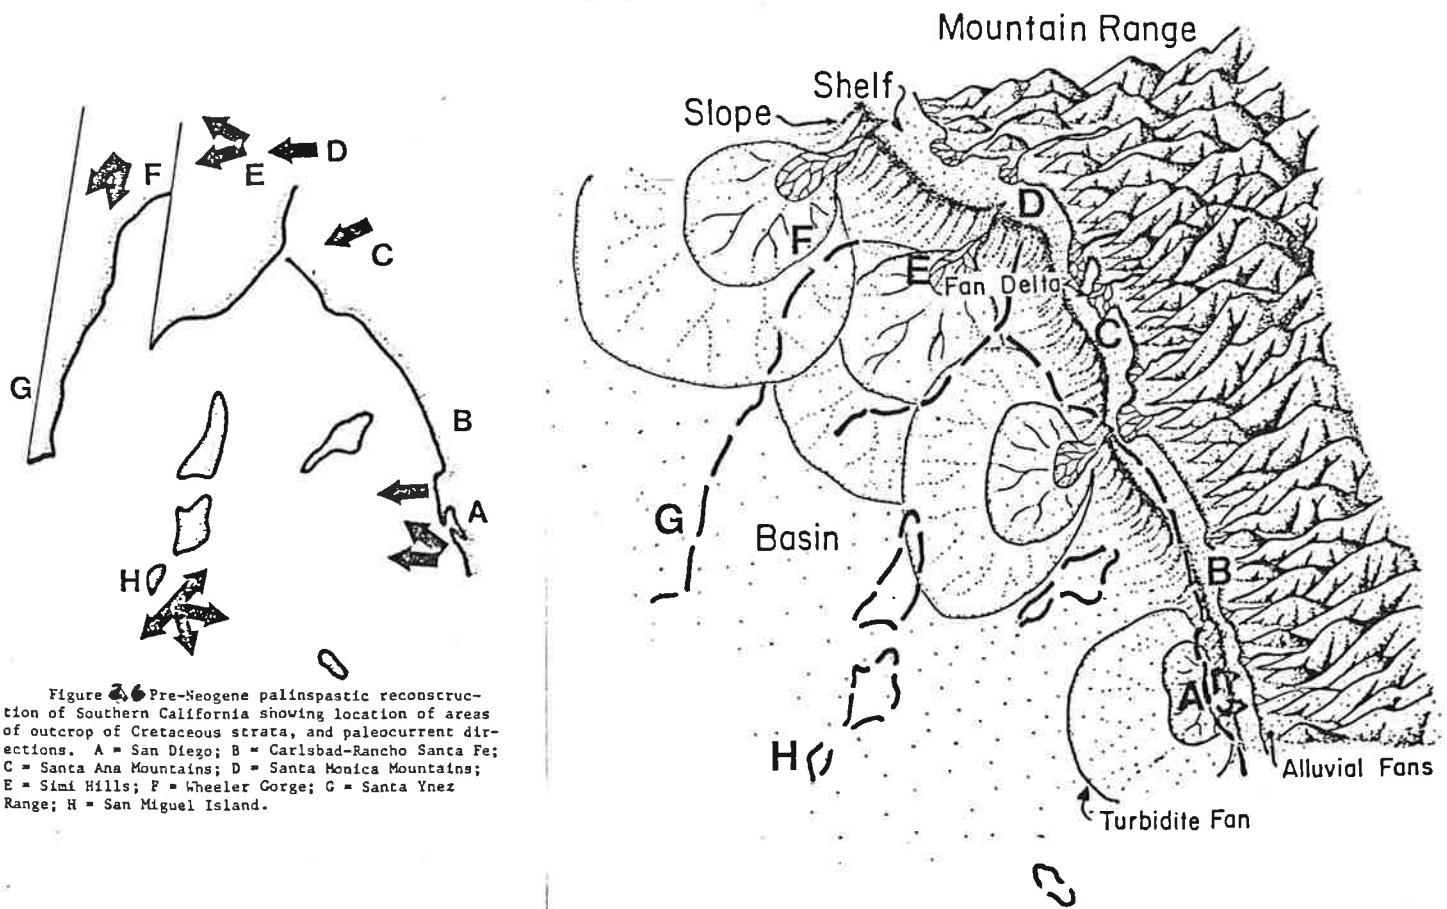 F
E
D
C
G
B
A
H
Figure 2.6 Pre-Neogene palinspastic reconstruc-
tion of Southern California showing location of areas
of outcrop of Cretaceous strata, and paleocurrent dir-
ections. A = San Diego; B = Carlsbad-Rancho Santa Fe;
C = Santa Ana Mountains; D = Santa Monica Mountains;
E = Simi Hills; F = Wheeler Gorge; G = Santa Ynez
Range; H = San Miguel Island.
Mountain Range
Shelf
Slope
D
F
E
Fan Delta
C
G
Basin
B
A
H
Alluvial Fans
Turbidite Fan